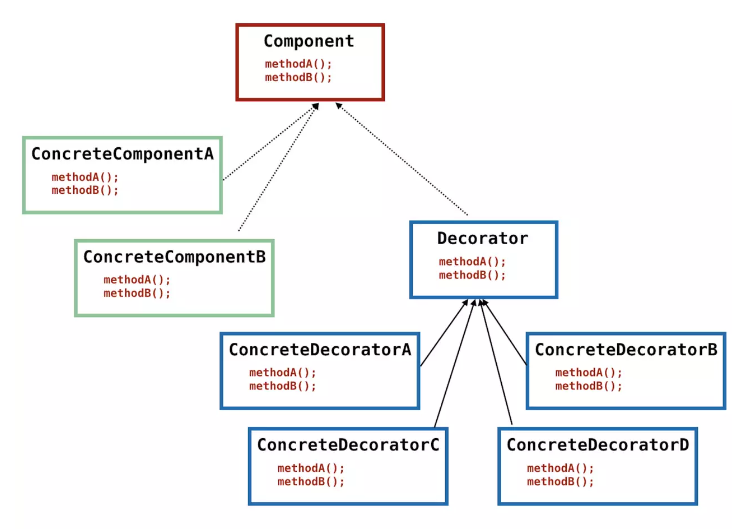 Component
methodA();
methodB();
ConcreteComponentA
methodA();
methodB();
ConcreteComponentB
methodA();
methodB();
Decorator
methodA();
methodB();
ConcreteDecoratorA
methodA();
methodB();
ConcreteDecoratorB
methodA();
methodB();
ConcreteDecoratorC
methodA();
methodB();
ConcreteDecoratorD
methodA();
methodB();